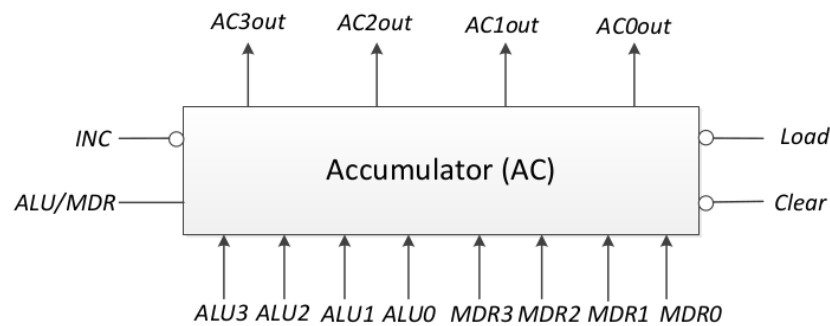 AC3out AC2out AC1out AC0out
INC Load
Accumulator (AC)
ALU/MDR Clear
ALU3 ALU2 ALU1 ALU0 MDR3 MDR2 MDR1 MDR0